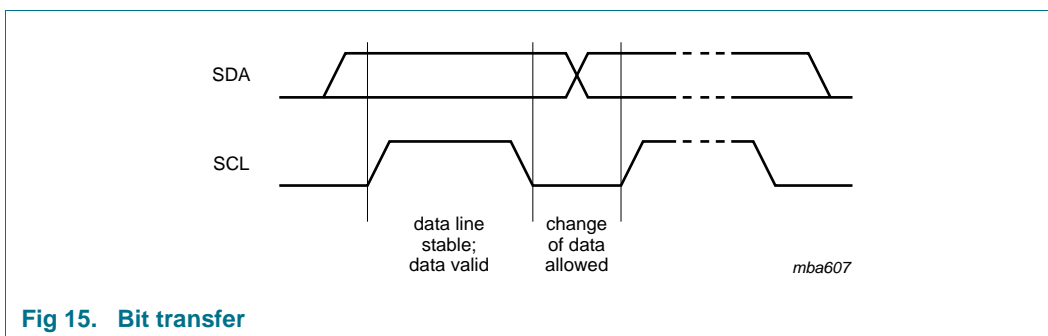 SDA
SCL
data line
stable;
data valid
change
of data
allowed
mba607
Fig 15. Bit transfer